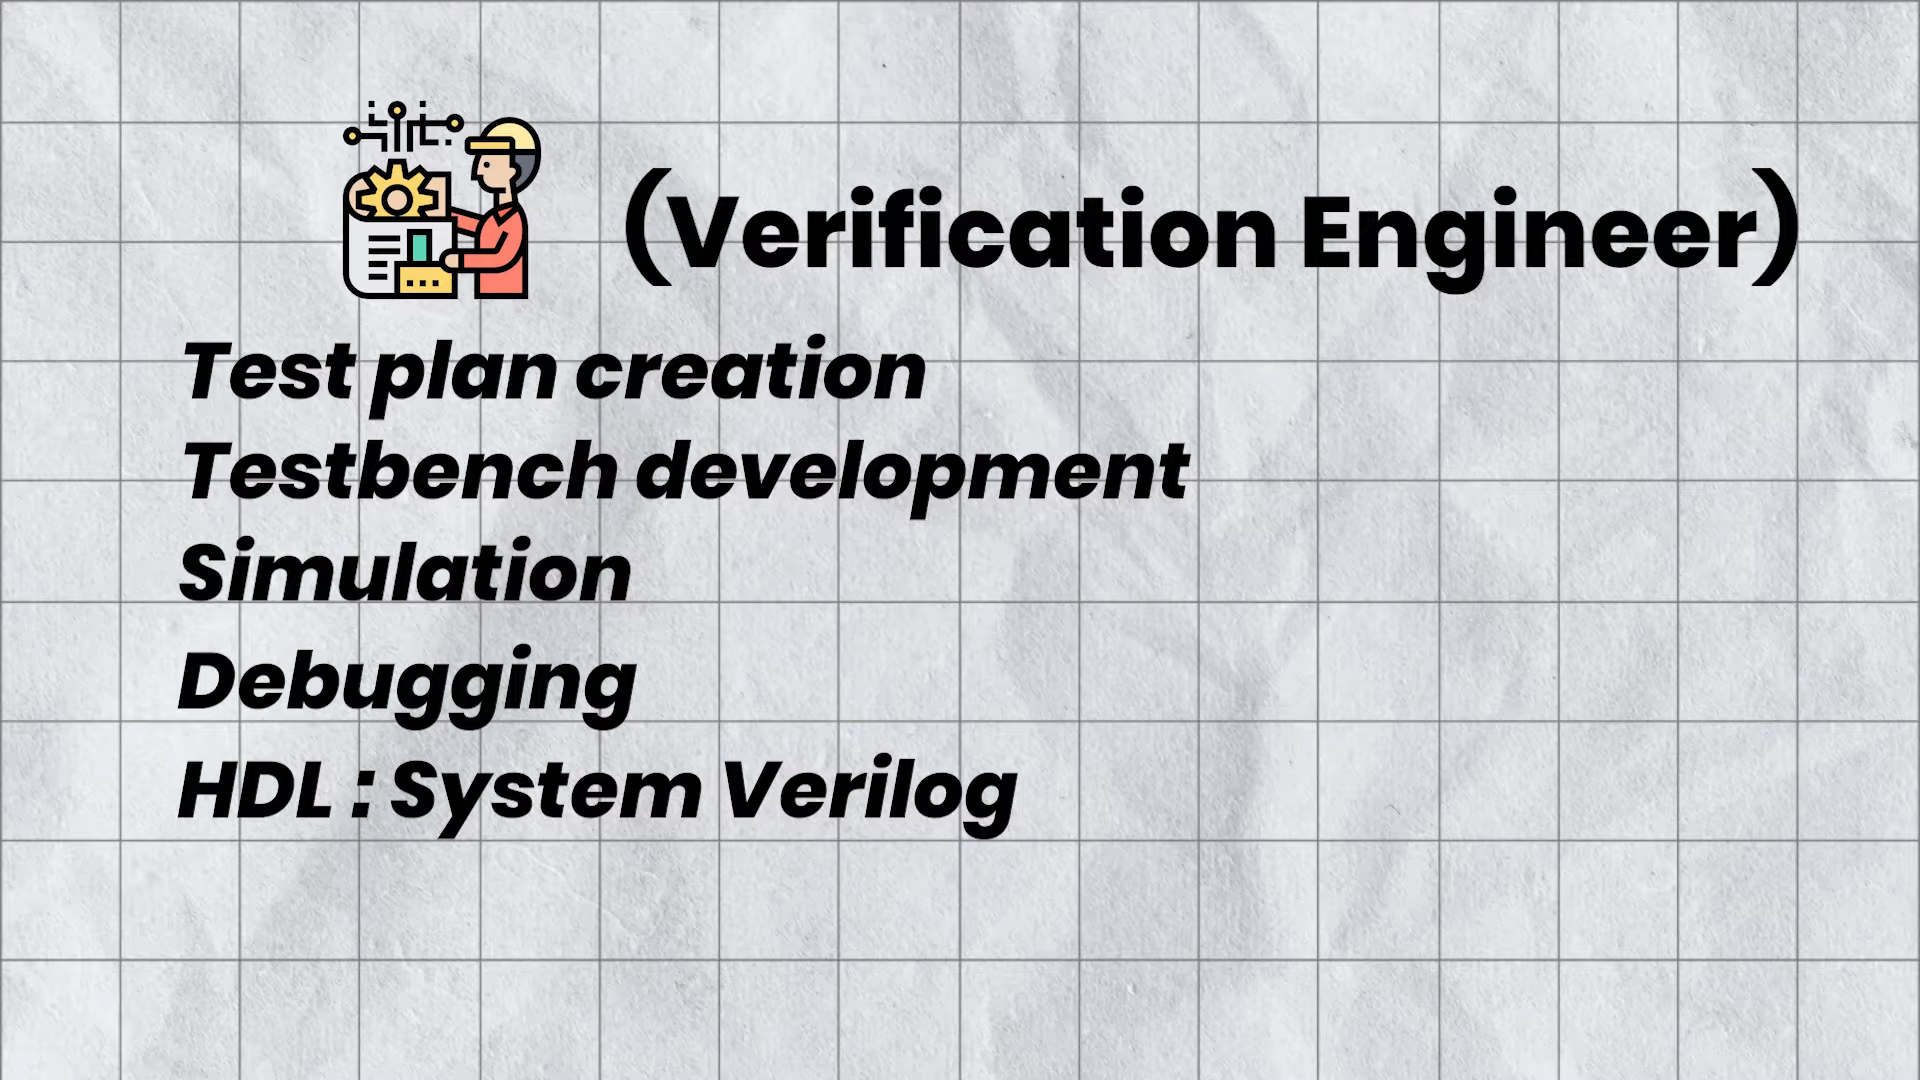 (Verification Engineer)
Test plan creation
Testbench development
Simulation
Debugging
HDL : System Verilog